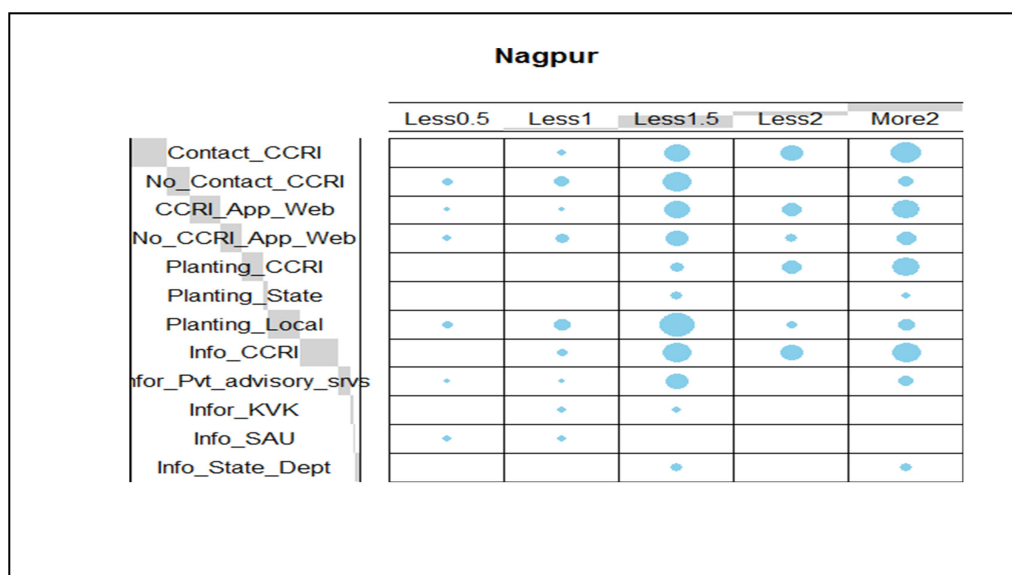 Nagpur
Less0.5 Less1 Less1.5 Less2 More2
Contact_CCRI
No_Contact_CCRI
CCRI_App_Web
No_CCRI_App_Web
Planting_CCRI
Planting_State
Planting_Local
Info_CCRI
nfor_Pvt_advisory_srvs
Infor_KVK
Info_SAU
Info_State_Dept